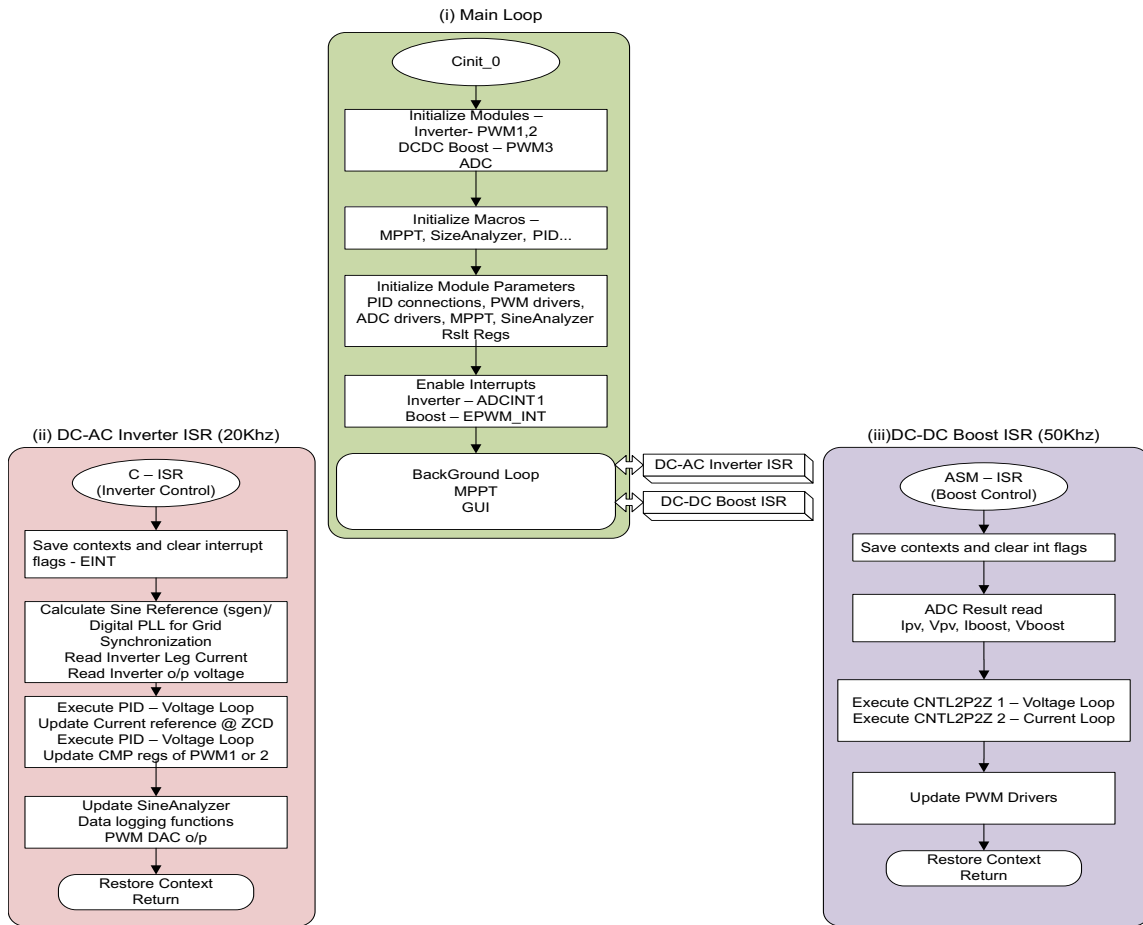 (i) Main Loop
Cinit_0
Initialize Modules –
Inverter- PWM1,2
DCDC Boost – PWM3
ADC
Initialize Macros –
MPPT, SizeAnalyzer, PID...
Initialize Module Parameters
PID connections, PWM drivers,
ADC drivers, MPPT, SineAnalyzer
Rslt Regs
Enable Interrupts
Inverter – ADCINT1
Boost – EPWM_INT
BackGround Loop
MPPT
GUI
DC-AC Inverter ISR
DC-DC Boost ISR
(ii) DC-AC Inverter ISR (20Khz)
C – ISR
(Inverter Control)
Save contexts and clear interrupt
flags - EINT
Calculate Sine Reference (sgen)/
Digital PLL for Grid
Synchronization
Read Inverter Leg Current
Read Inverter o/p voltage
Execute PID – Voltage Loop
Update Current reference @ ZCD
Execute PID – Voltage Loop
Update CMP regs of PWM1 or 2
Update SineAnalyzer
Data logging functions
PWM DAC o/p
Restore Context
Return
(iii)DC-DC Boost ISR (50Khz)
ASM – ISR
(Boost Control)
Save contexts and clear int flags
ADC Result read
Ipv, Vpv, Iboost, Vboost
Execute CNTL2P2Z 1 – Voltage Loop
Execute CNTL2P2Z 2 – Current Loop
Update PWM Drivers
Restore Context
Return